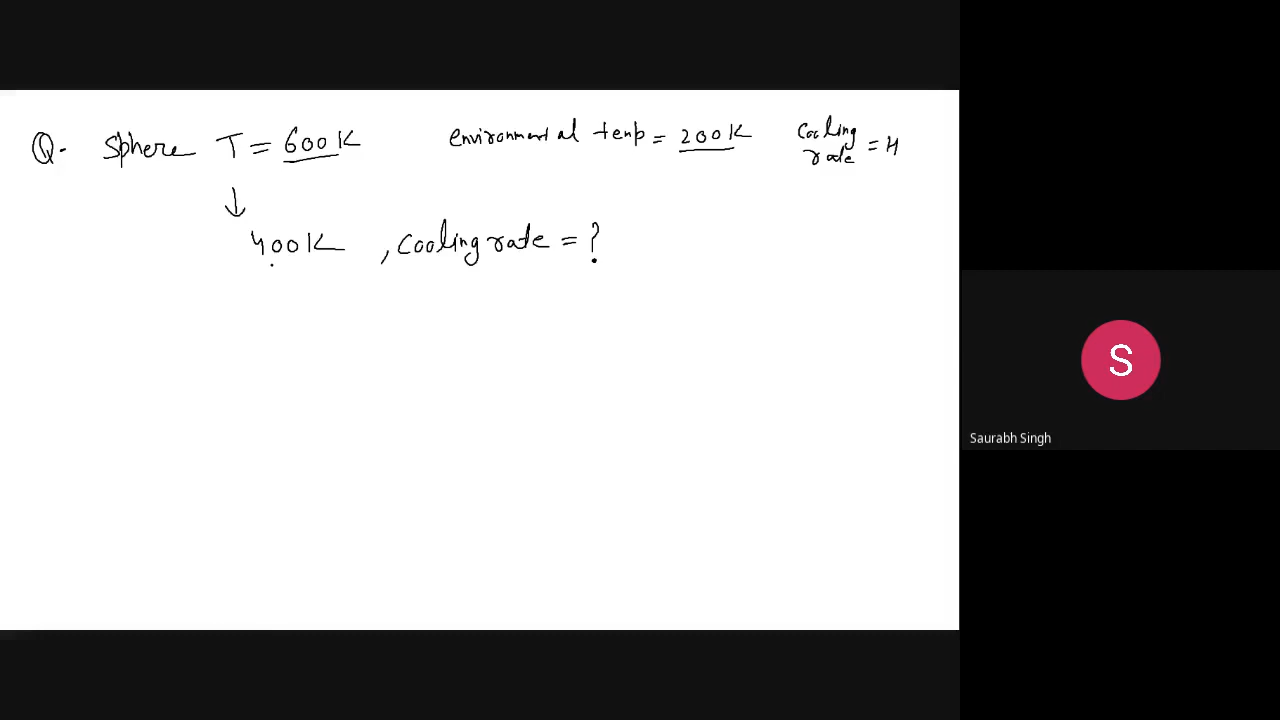 Q. Sphere T = 600K environmental temp = 200K cooling rate = H
↓
400K , cooling rate = ?
S
Saurabh Singh